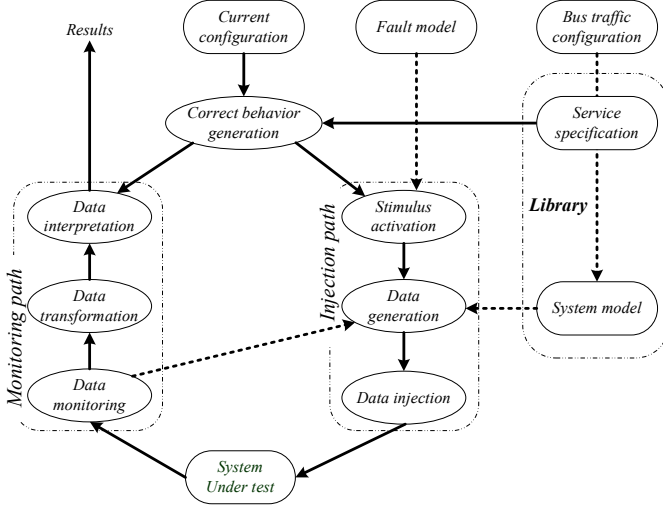 Results
Current
configuration
Fault model
Bus traffic
configuration
Correct behavior
generation
Service
specification
Data
interpretation
Stimulus
activation
Library
Data
transformation
Data
generation
System model
Monitoring path
Injection path
Data
monitoring
Data injection
System
Under test